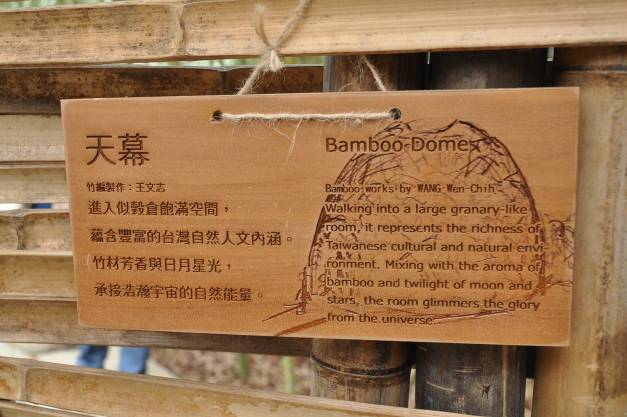 天幕
竹編製作：王文志
進入似穀倉飽滿空間，
蘊含豐富的台灣自然人文內涵。
竹材芳香與日月星光，
承接浩瀚宇宙的自然能量。
Bamboo-Dome
Bamboo works by WANG Wen-Chih
Walking into a large granary-like
room, it represents the richness of
Taiwanese cultural and natural envi-
ronment. Mixing with the aroma of
bamboo and twilight of moon and
stars, the room glimmers the glory
from the universe.